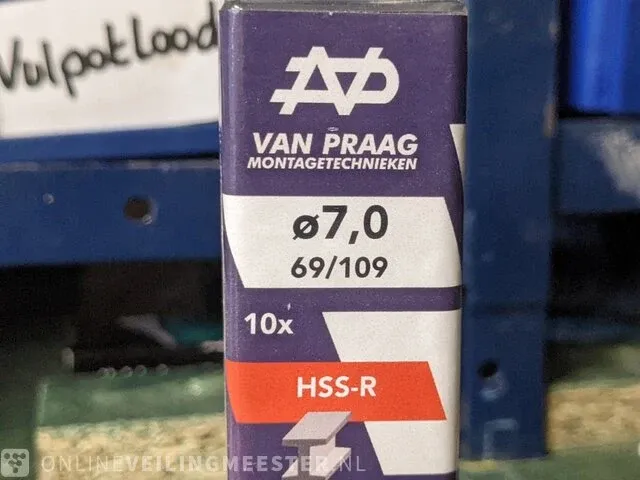 Vulpotlood
VAN PRAAG
MONTAGETECHNIEKEN
ø7,0
69/109
10x
HSS-R
ONLINEVEILINGMEESTER.NL